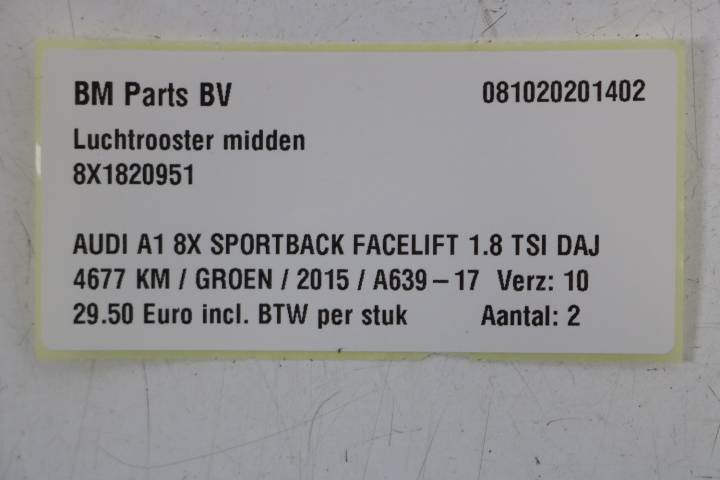 BM Parts BV 081020201402
Luchtrooster midden
8X1820951
AUDI A1 8X SPORTBACK FACELIFT 1.8 TSI DAJ
4677 KM / GROEN / 2015 / A639 – 17 Verz: 10
29.50 Euro incl. BTW per stuk Aantal: 2